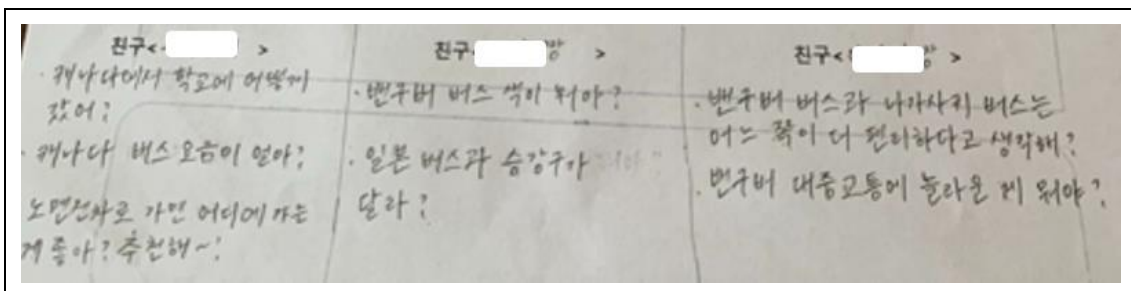 친구< >
· 캐나다에서 학교에 어떻게
갔어?
· 캐나다 버스 요금이 얼아?
노면전차로 가면 어디에 가는
게 좋아? 추천해~!
친구 >
· 밴쿠버 버스 색이 뭐야?
· 일본 버스과 승강구가
달라?
친구< >
· 밴쿠버 버스과 나가사키 버스는
어느 쪽이 더 편리하다고 생각해?
· 밴쿠버 대중교통에 놀라운 게 뭐야?